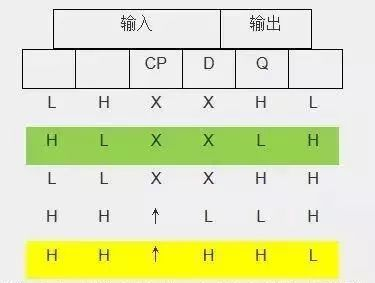 输入 输出
CP D Q
L H X X H L
H L X X L H
L L X X H H
H H ↑ L L H
H H ↑ H H L